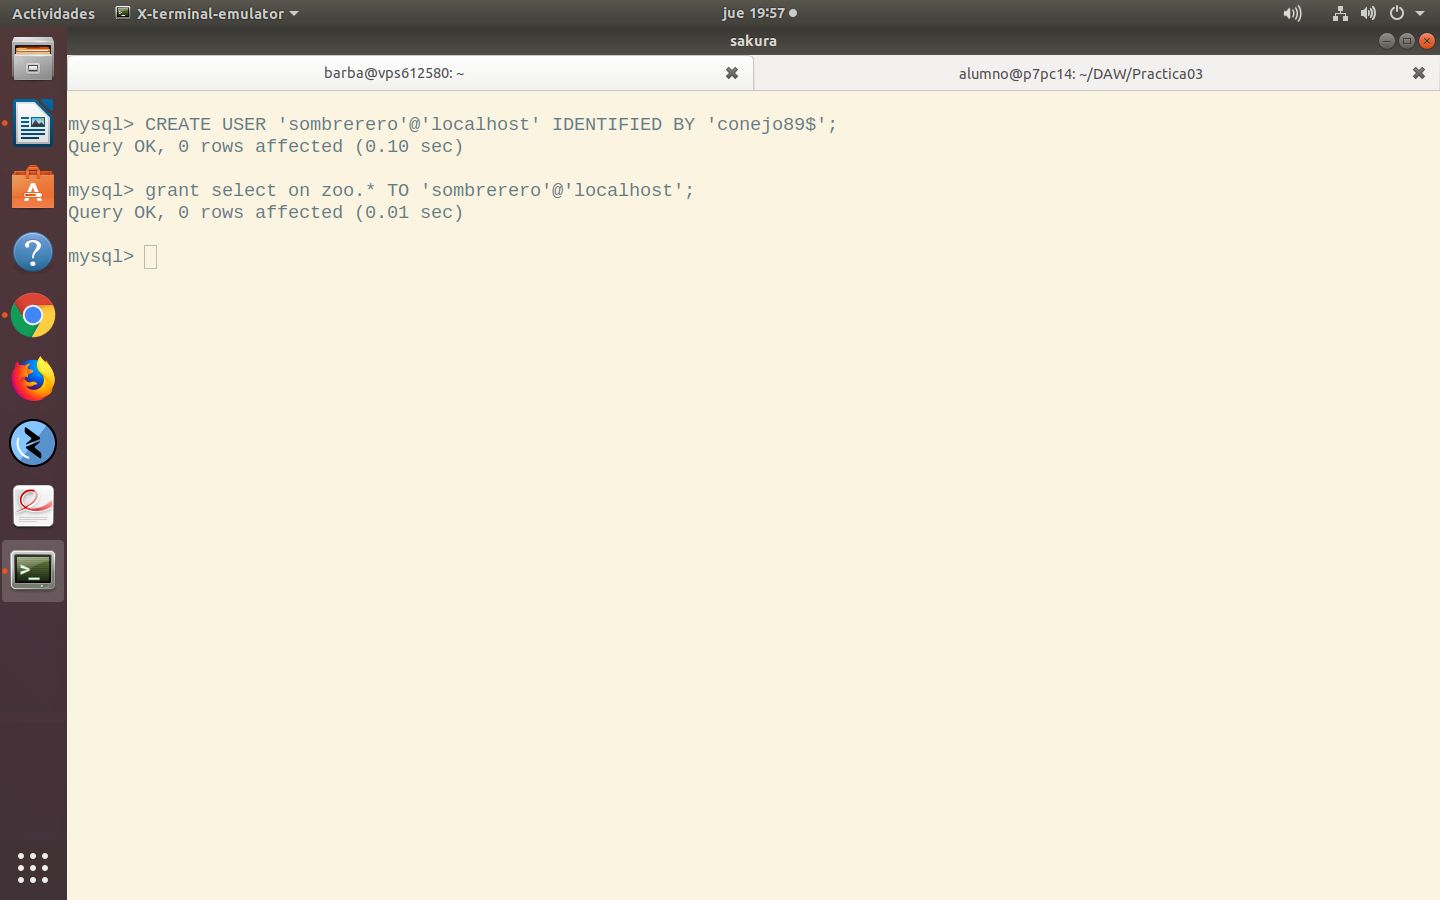 Actividades X-terminal-emulator jue 19:57
sakura
barba@vps612580: ~ alumno@p7pc14: ~/DAW/Practica03
mysql> CREATE USER 'sombrerero'@'localhost' IDENTIFIED BY 'conejo89$';
Query OK, 0 rows affected (0.10 sec)
mysql> grant select on zoo.* TO 'sombrerero'@'localhost';
Query OK, 0 rows affected (0.01 sec)
mysql>